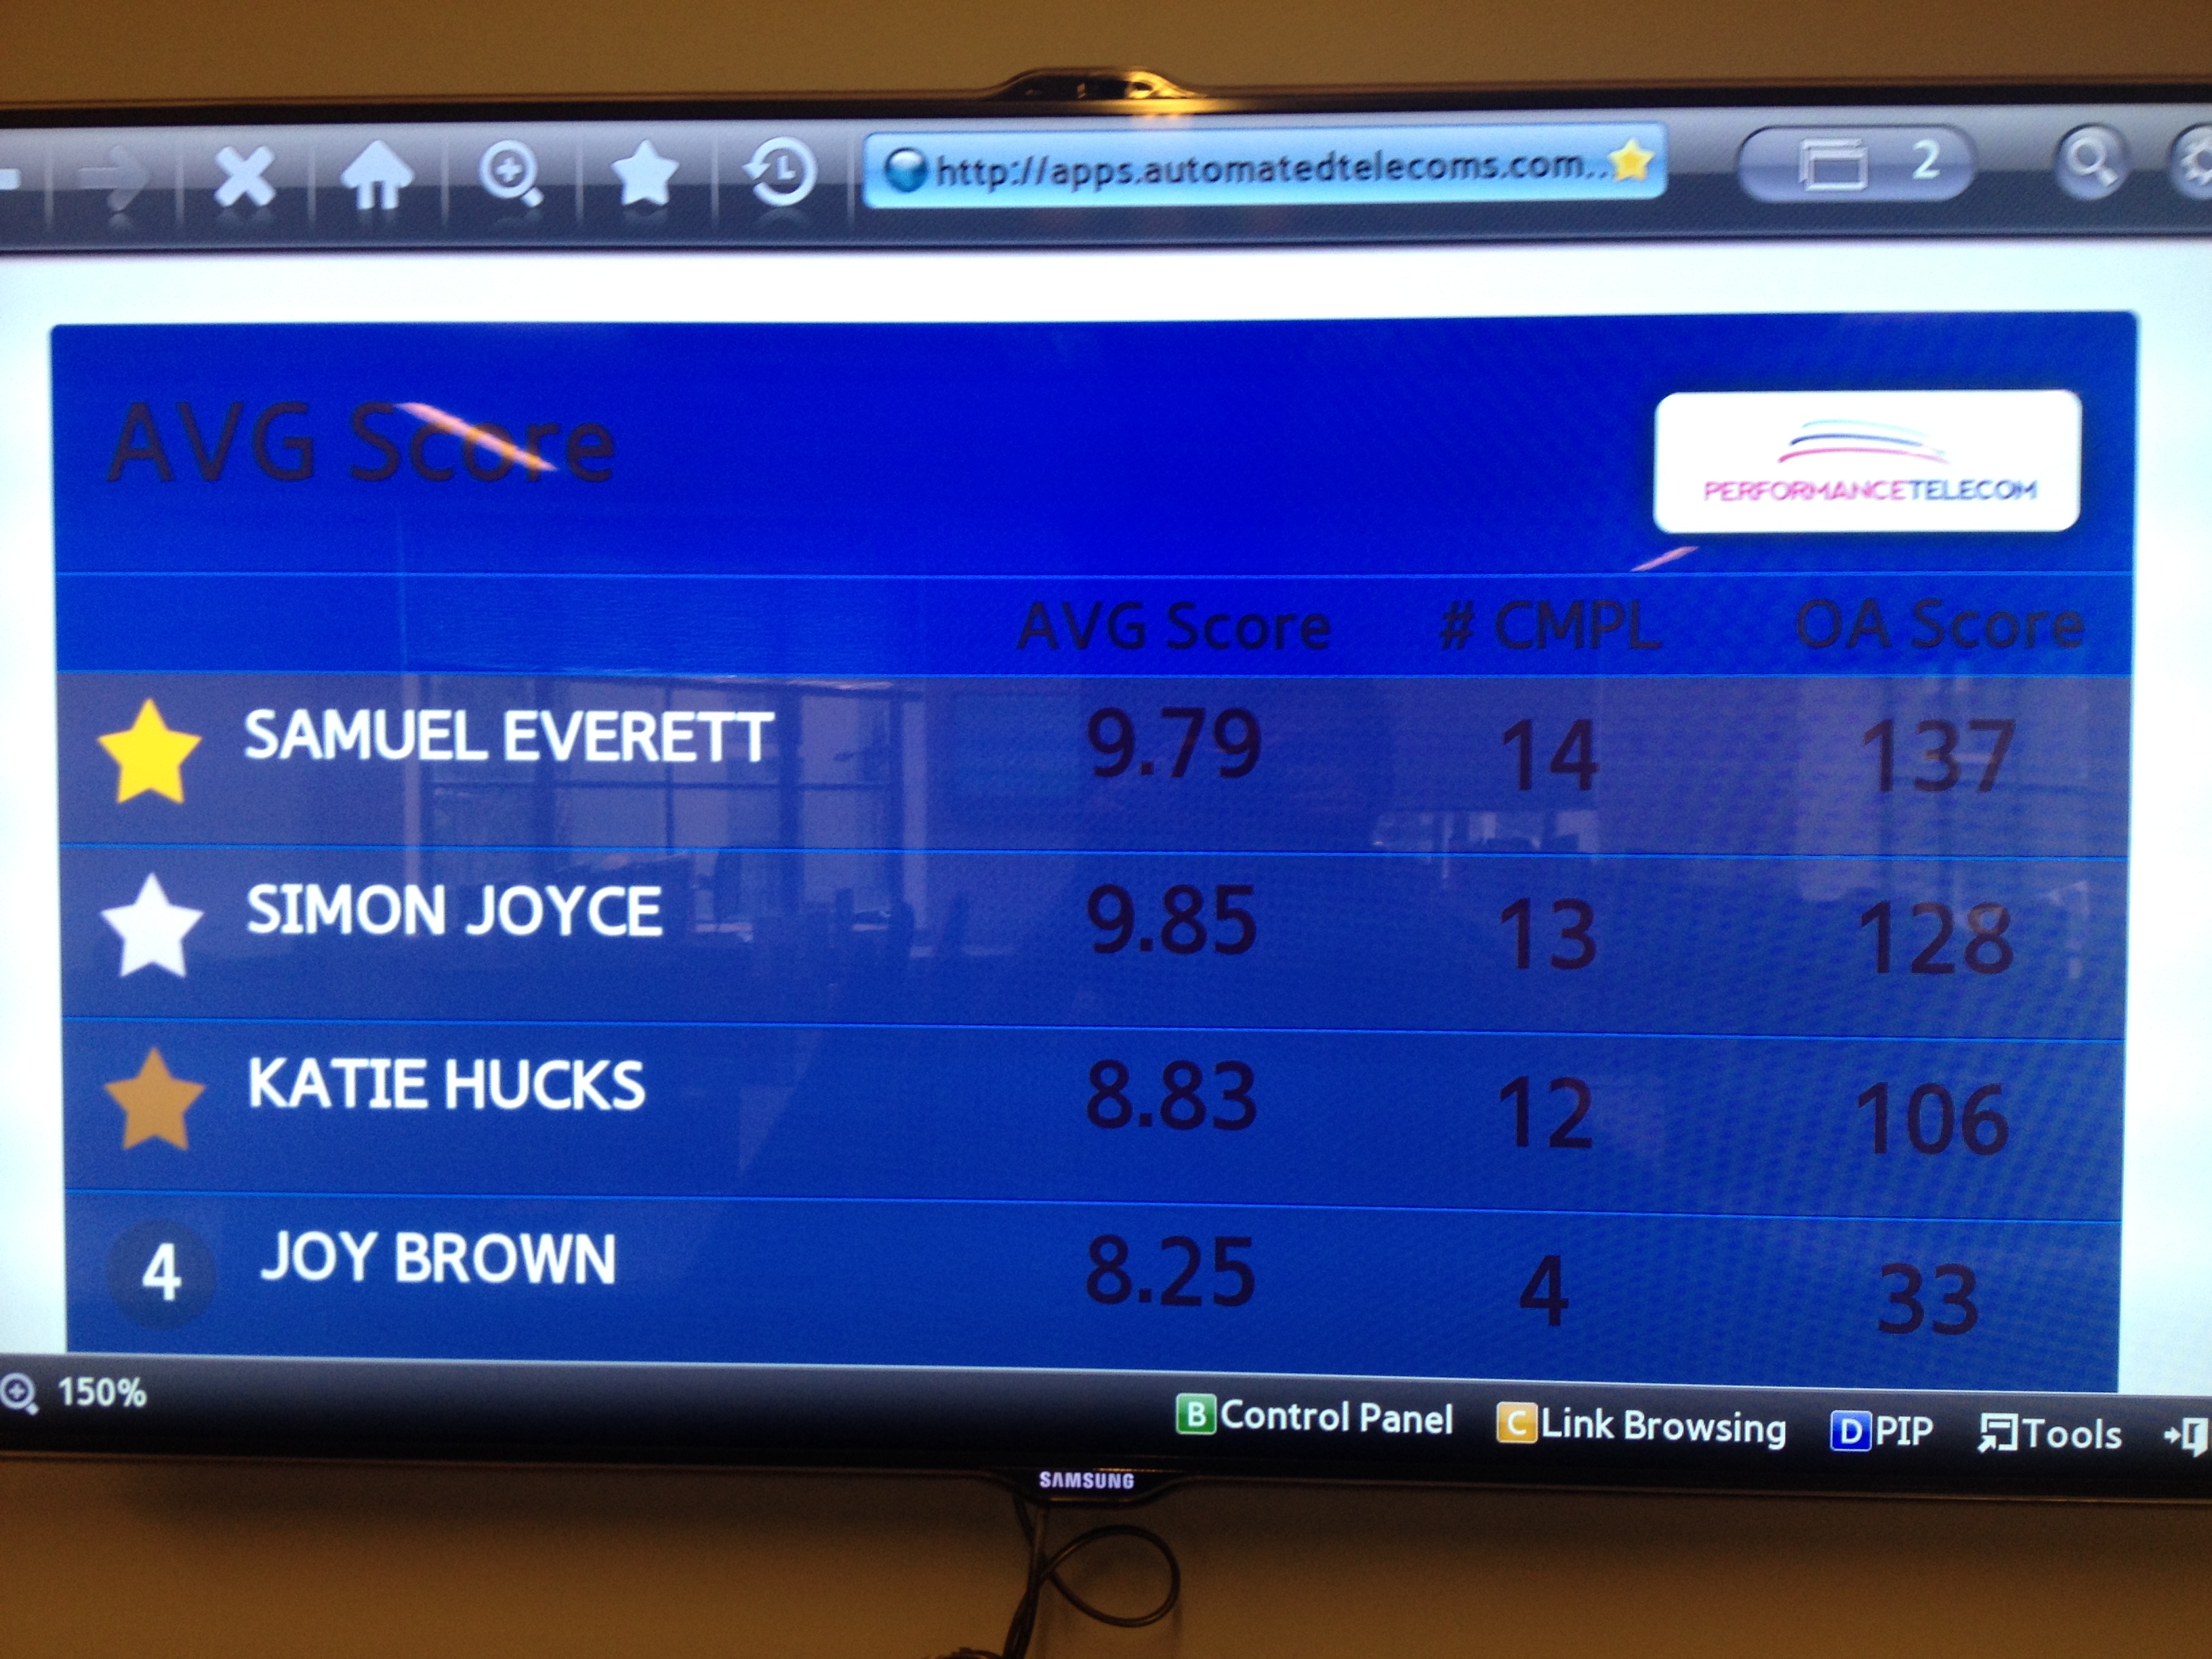 http://apps.automatedtelecoms.com.. 2
AVG Score
PERFORMANCETELECOM
AVG Score # CMPL OA Score
SAMUEL EVERETT 9.79 14 137
SIMON JOYCE 9.85 13 128
KATIE HUCKS 8.83 12 106
4 JOY BROWN 8.25 4 33
150% B Control Panel C Link Browsing D PIP Tools
SAMSUNG